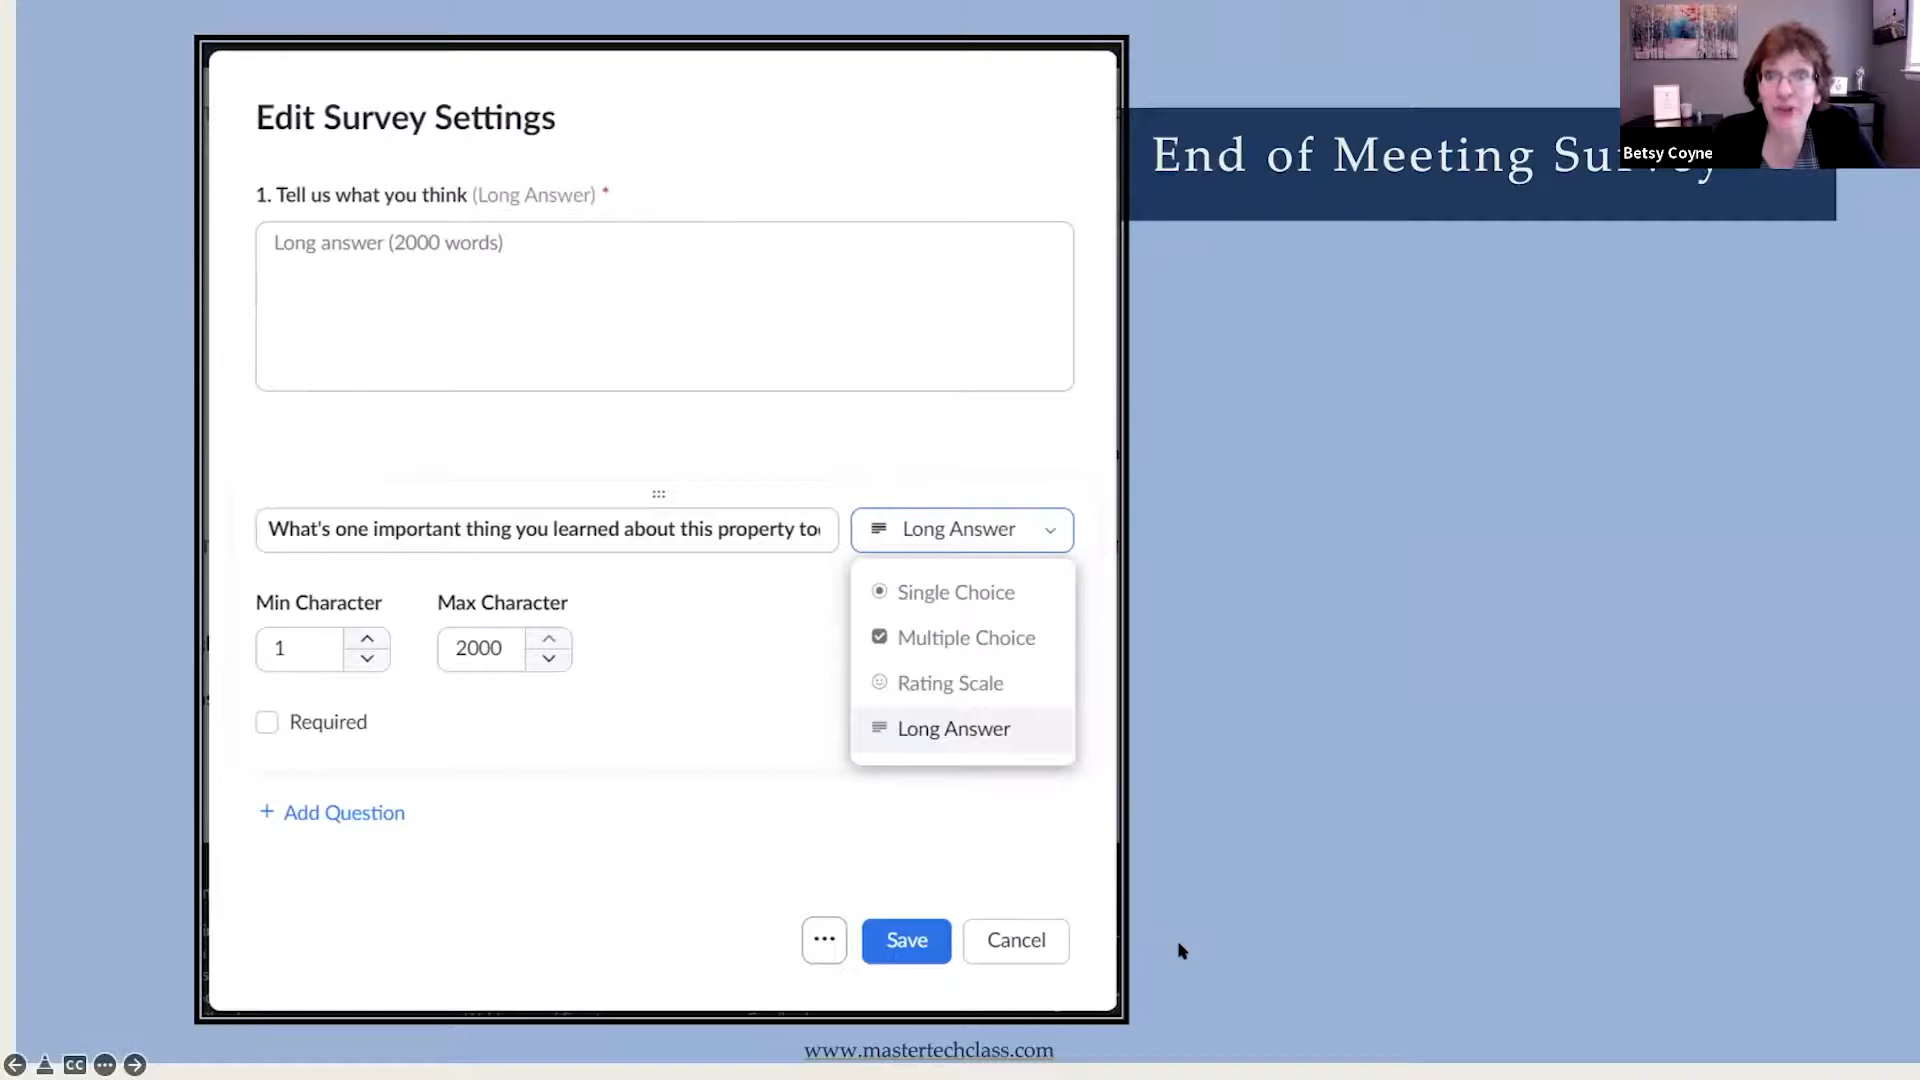 Edit Survey Settings
1. Tell us what you think (Long Answer) *
Long answer (2000 words)
What's one important thing you learned about this property to
Long Answer
Single Choice
Multiple Choice
Rating Scale
Long Answer
Min Character
Max Character
1
2000
Required
+ Add Question
Save
Cancel
End of Meeting Survey
Betsy Coyne
www.mastertechclass.com
CC